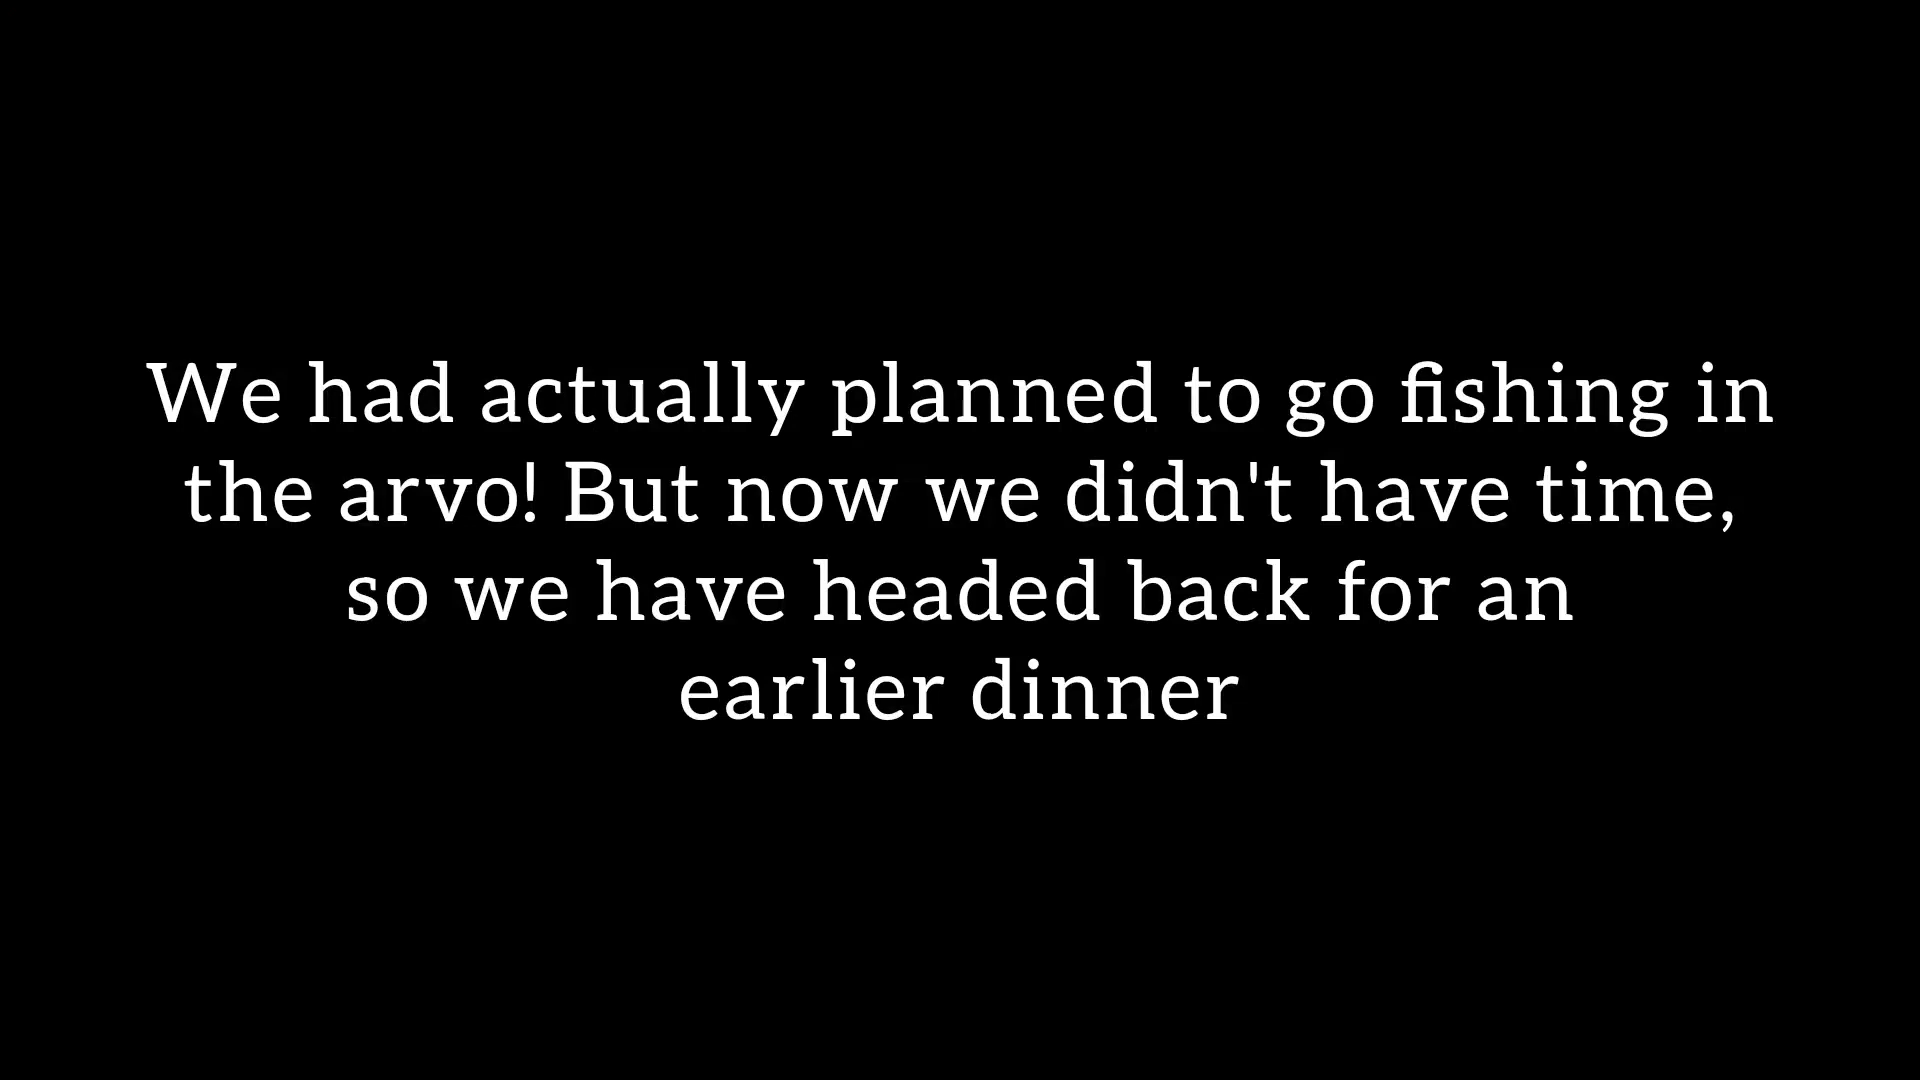 We had actually planned to go fishing in
the arvo! But now we didn't have time,
so we have headed back for an
earlier dinner